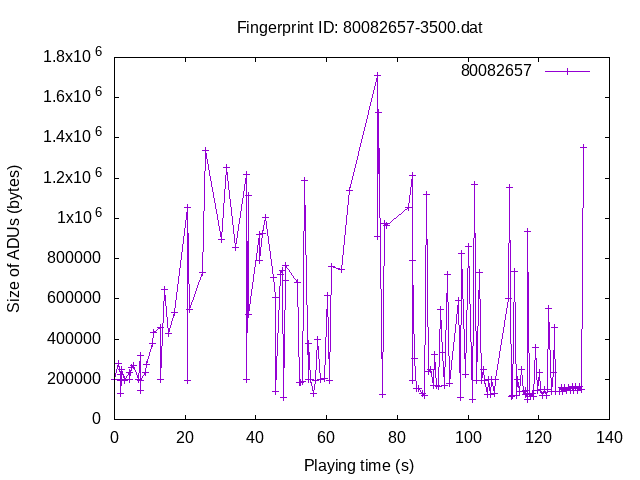 Fingerprint ID: 80082657-3500.dat
80082657
Size of ADUs (bytes)
1.8x10^6
1.6x10^6
1.4x10^6
1.2x10^6
1x10^6
800000
600000
400000
200000
0
0 20 40 60 80 100 120 140
Playing time (s)